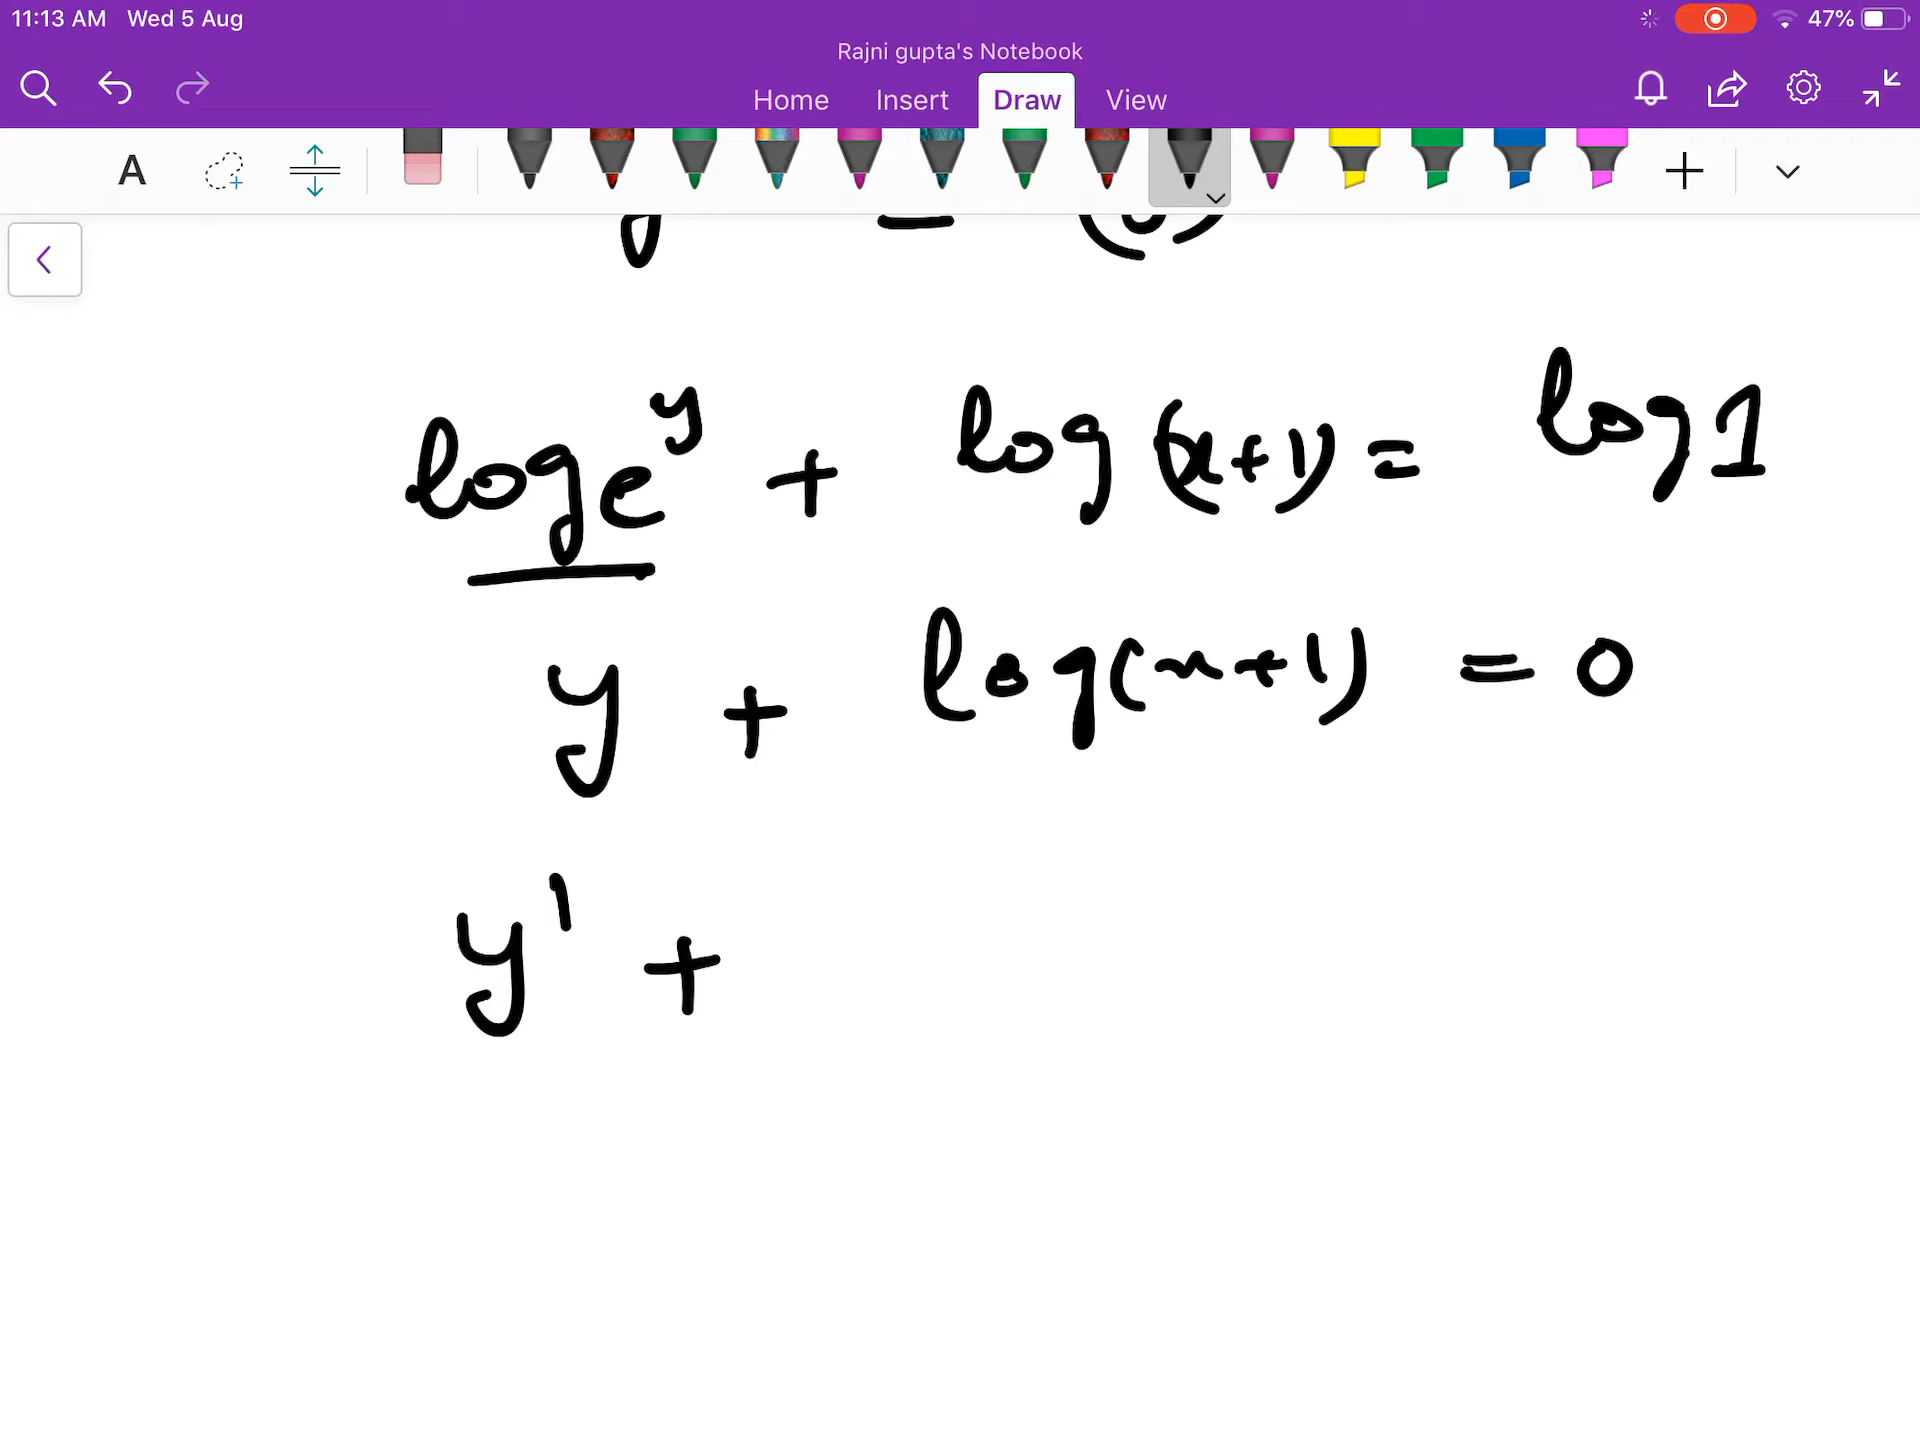 11:13 AM Wed 5 Aug 47%
Rajni gupta's Notebook
Home Insert Draw View
A
log e^y + log (x+1) = log 1
y + log(x+1) = 0
y' +